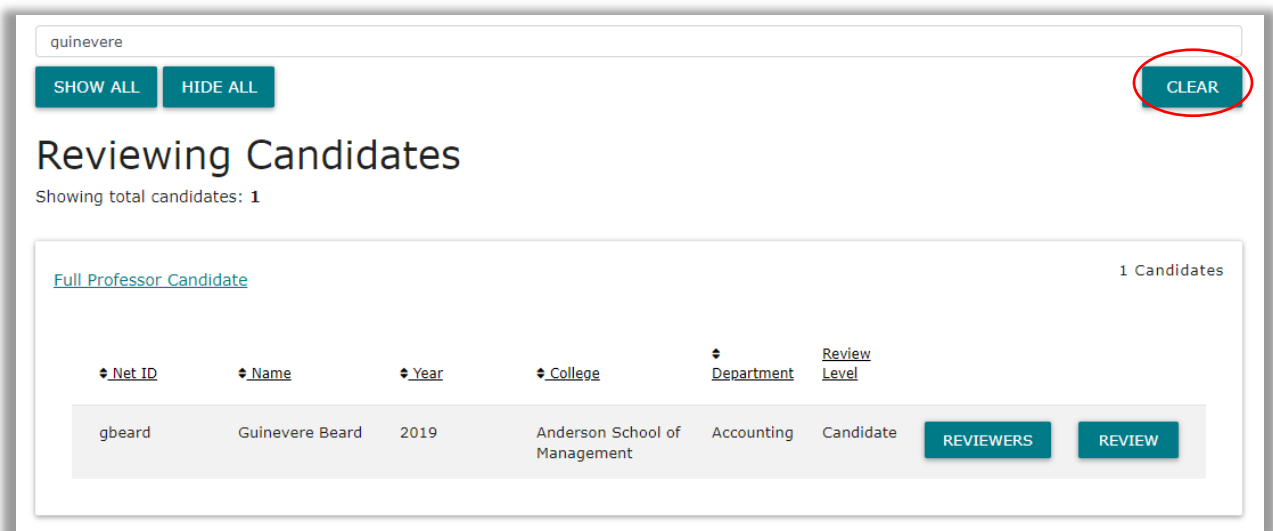 guinevere
SHOW ALL HIDE ALL CLEAR
Reviewing Candidates
Showing total candidates: 1
Full Professor Candidate 1 Candidates
Net ID Name Year College Department Review Level
gbeard Guinevere Beard 2019 Anderson School of Management Accounting Candidate REVIEWERS REVIEW